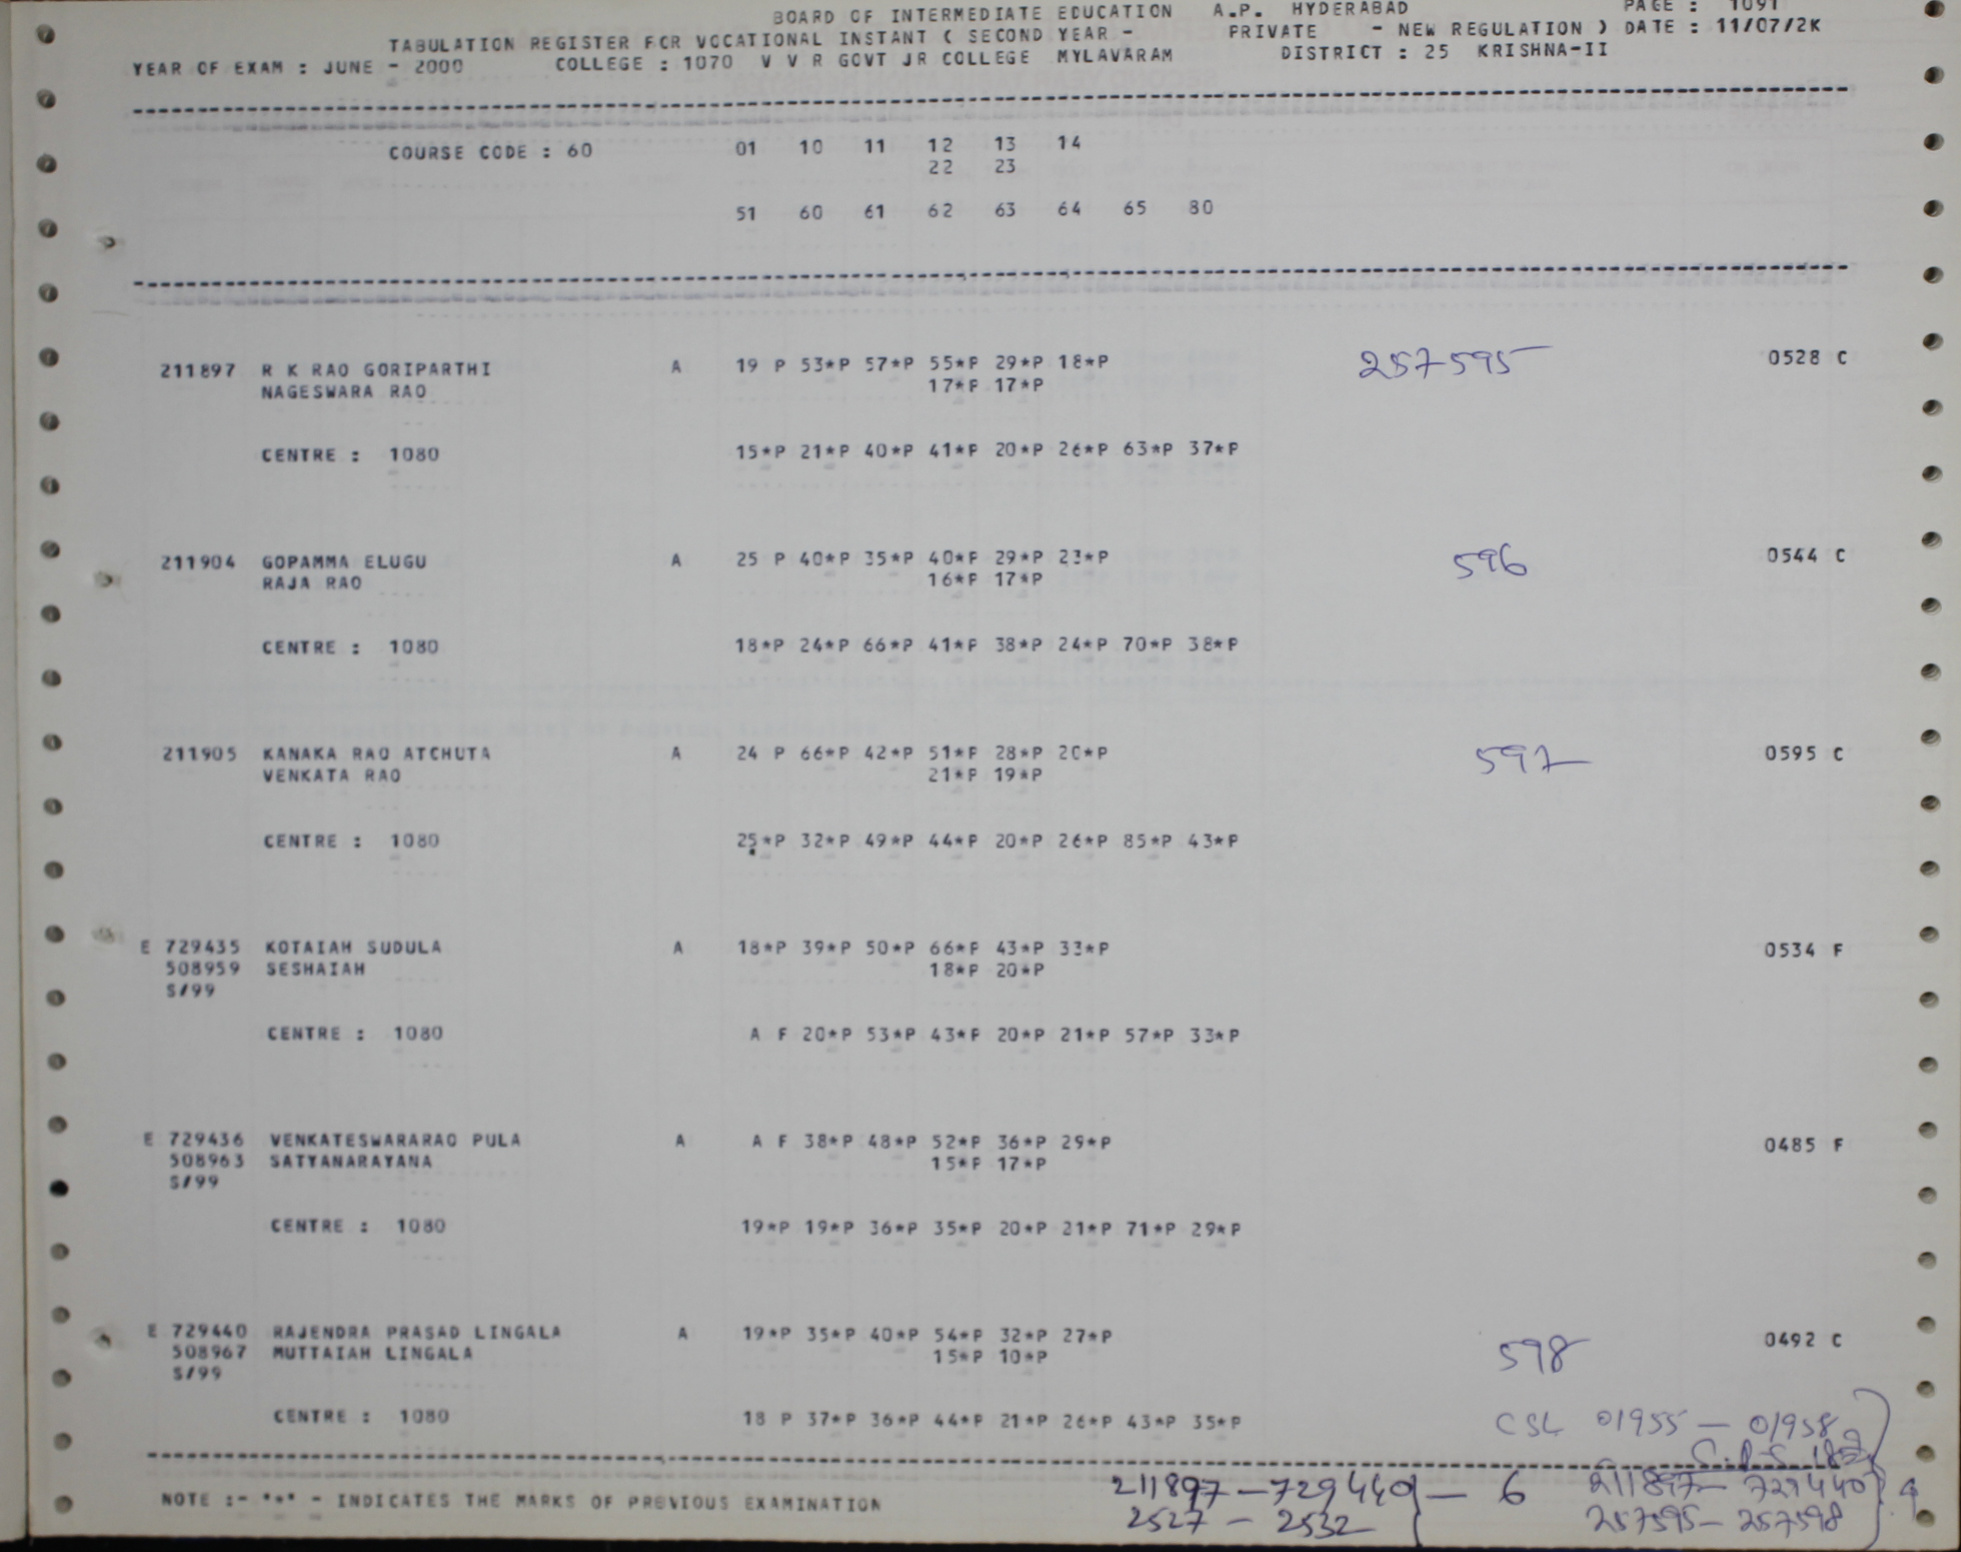 BOARD OF INTERMEDIATE EDUCATION A.P. HYDERABAD PAGE : 1091
TABULATION REGISTER FOR VOCATIONAL INSTANT ( SECOND YEAR - PRIVATE - NEW REGULATION ) DATE : 11/07/2K
YEAR OF EXAM : JUNE - 2000 COLLEGE : 1070 V V R GOVT JR COLLEGE MYLAVARAM DISTRICT : 25 KRISHNA-II
COURSE CODE : 60 01 10 11 12 13 14
22 23
51 60 61 62 63 64 65 80
211897 R K RAO GORIPARTHI A 19 P 53*P 57*P 55*P 29*P 18*P 257595 0528 C
NAGESWARA RAO 17*P 17*P
CENTRE : 1080 15*P 21*P 40*P 41*P 20*P 26*P 63*P 37*P
211904 GOPAMMA ELUGU A 25 P 40*P 35*P 40*P 29*P 23*P 596 0544 C
RAJA RAO 16*P 17*P
CENTRE : 1080 18*P 24*P 66*P 41*P 38*P 24*P 70*P 38*P
211905 KANAKA RAO ATCHUTA A 24 P 66*P 42*P 51*P 28*P 20*P 597 0595 C
VENKATA RAO 21*P 19*P
CENTRE : 1080 25*P 32*P 49*P 44*P 20*P 26*P 85*P 43*P
E 729435 KOTAIAH SUDULA A 18*P 39*P 50*P 66*P 43*P 33*P 0534 F
508959 SESHAIAH 18*P 20*P
S/99
CENTRE : 1080 A F 20*P 53*P 43*P 20*P 21*P 57*P 33*P
E 729436 VENKATESWARARAO PULA A A F 38*P 48*P 52*P 36*P 29*P 0485 F
508963 SATYANARAYANA 15*P 17*P
S/99
CENTRE : 1080 19*P 19*P 36*P 35*P 20*P 21*P 71*P 29*P
E 729440 RAJENDRA PRASAD LINGALA A 19*P 35*P 40*P 54*P 32*P 27*P 598 0492 C
508967 MUTTAIAH LINGALA 15*P 10*P
S/99
CENTRE : 1080 18 P 37*P 36*P 44*P 21*P 26*P 43*P 35*P CSL 01955 - 01958
NOTE :- "*" - INDICATES THE MARKS OF PREVIOUS EXAMINATION 211897 - 729440 - 6 211897 - 729440
2527 - 2532 257595 - 257598